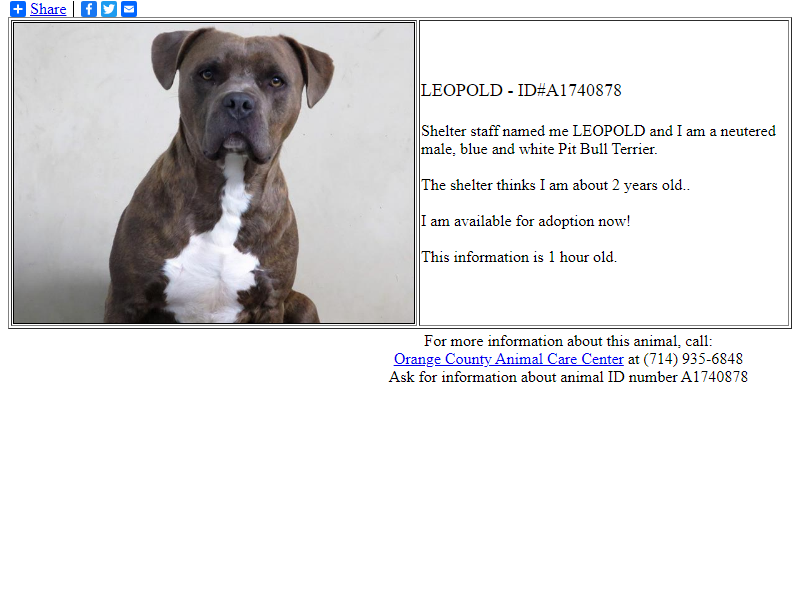 Share
LEOPOLD - ID#A1740878
Shelter staff named me LEOPOLD and I am a neutered
male, blue and white Pit Bull Terrier.
The shelter thinks I am about 2 years old..
I am available for adoption now!
This information is 1 hour old.
For more information about this animal, call:
Orange County Animal Care Center at (714) 935-6848
Ask for information about animal ID number A1740878